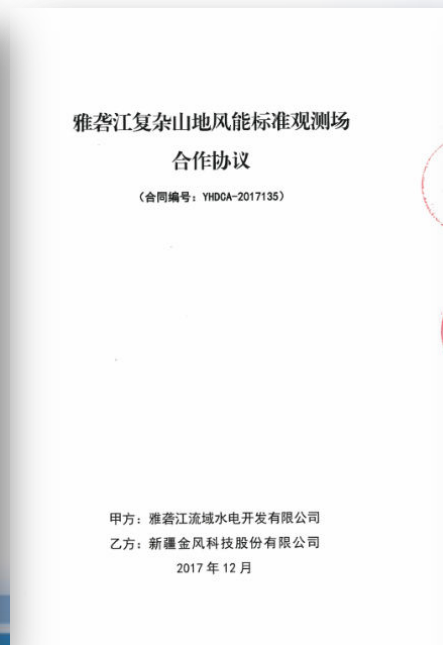 雅砻江复杂山地风能标准观测场
合作协议
（合同编号：YHDCA-2017135）
甲方：雅砻江流域水电开发有限公司
乙方：新疆金风科技股份有限公司
2017 年 12 月